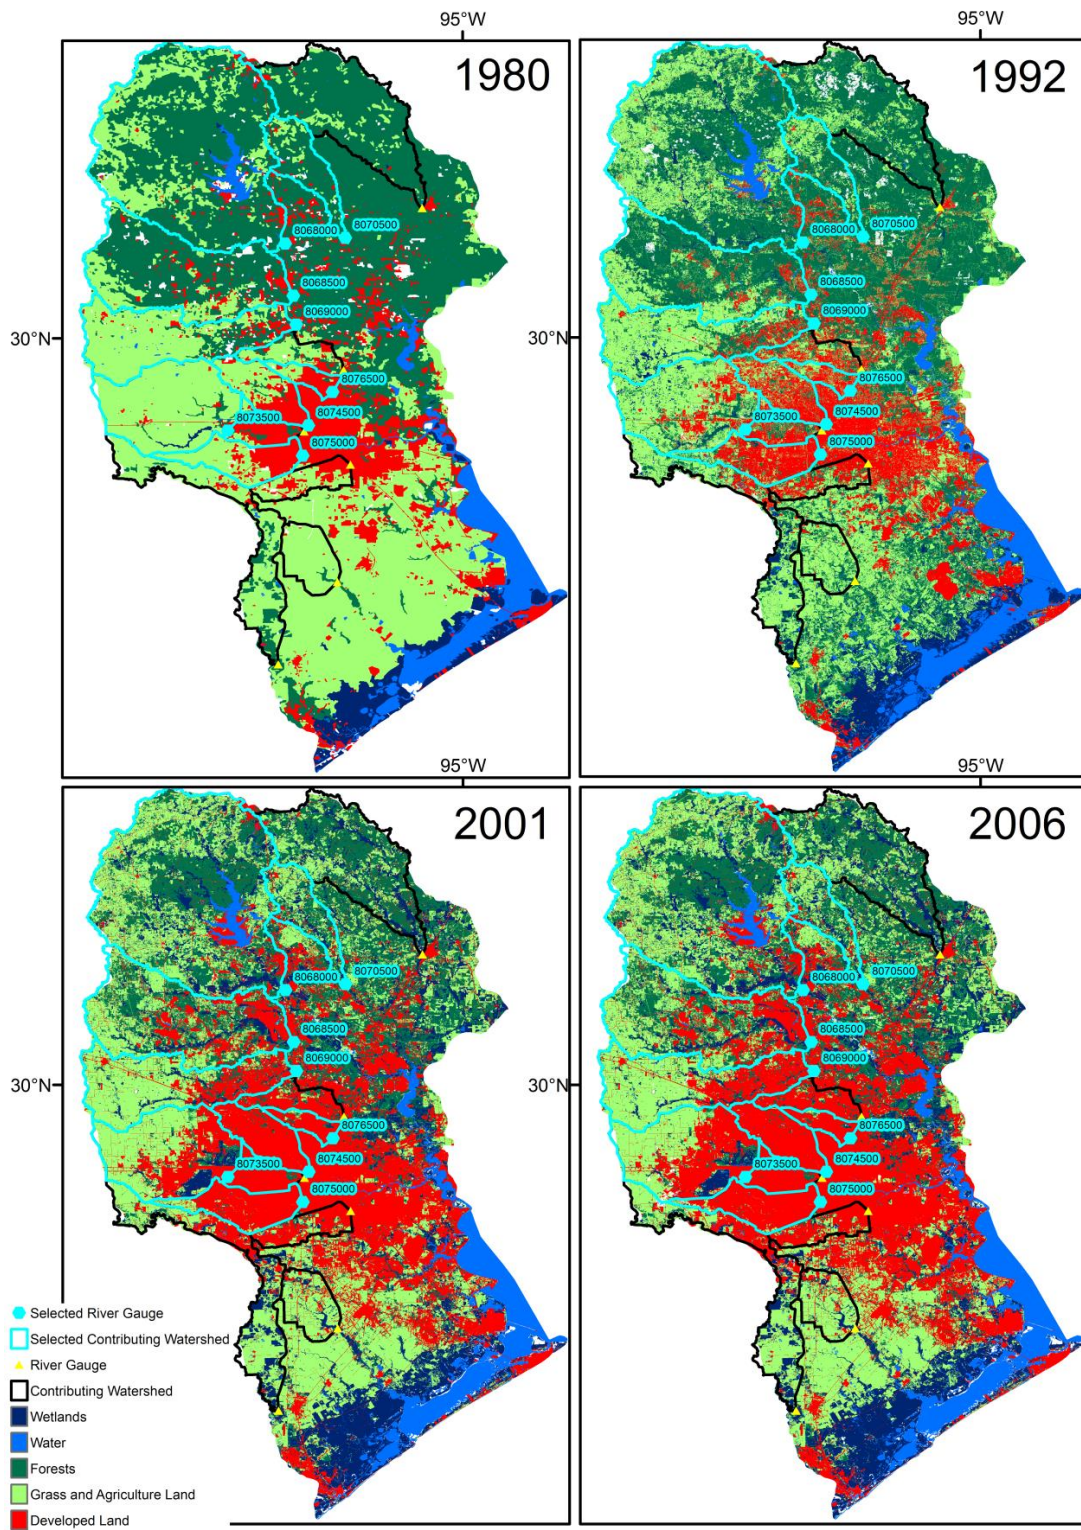 95°W
95°W
1980
1992
8068000
8070500
8068000
8070500
8068500
8068500
30°N
8069000
8069000
8076500
8076500
8073500
8074500
8073500
8074500
8075000
8075000
95°W
95°W
2001
2006
8068000
8070500
8068000
8070500
8068500
8068500
30°N
8069000
8069000
8076500
8076500
8073500
8074500
8073500
8074500
8075000
8075000
Selected River Gauge
Selected Contributing Watershed
River Gauge
Contributing Watershed
Wetlands
Water
Forests
Grass and Agriculture Land
Developed Land